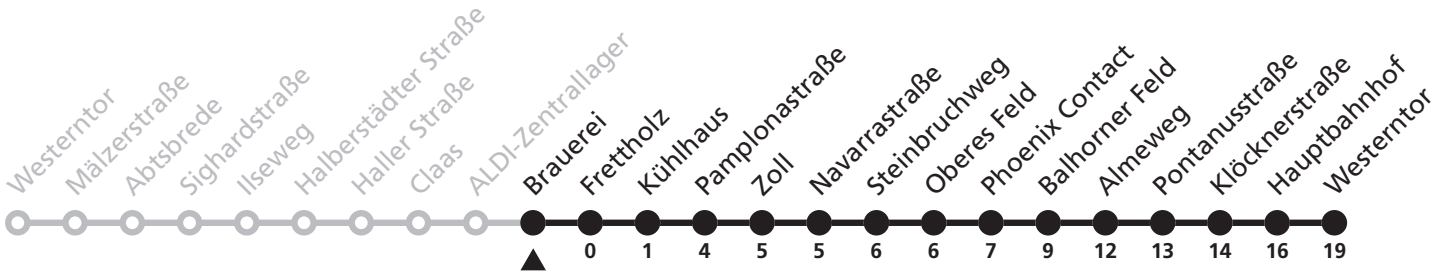 Westerntor
Mälzerstraße
Abtsbrede
Sighardstraße
Ilseweg
Halberstädter Straße
Haller Straße
Claas
ALDI-Zentrallager
Brauerei
Frettholz
Kühlhaus
Pamplonastraße
Zoll
Navarrastraße
Steinbruchweg
Oberes Feld
Phoenix Contact
Balhorner Feld
Almeweg
Pontanusstraße
Klöcknerstraße
Hauptbahnhof
Westerntor
0 1 4 5 5 6 6 7 9 12 13 14 16 19